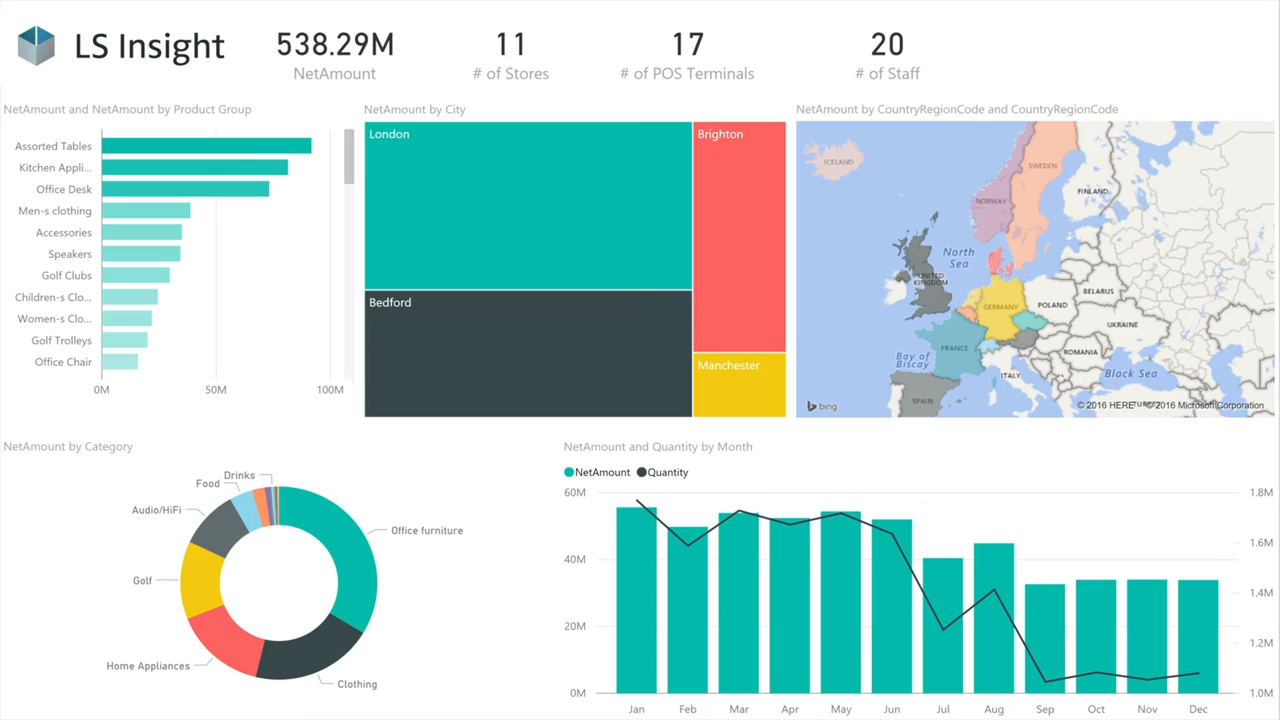 LS Insight
538.29M
NetAmount
11
# of Stores
17
# of POS Terminals
20
# of Staff
NetAmount and NetAmount by Product Group
Assorted Tables
Kitchen Appli...
Office Desk
Men-s clothing
Accessories
Speakers
Golf Clubs
Children-s Clo...
Women-s Clo...
Golf Trolleys
Office Chair
0M
50M
100M
NetAmount by City
London
Brighton
Bedford
Manchester
NetAmount by CountryRegionCode and CountryRegionCode
ICELAND
SWEDEN
FINLAND
NORWAY
North
Sea
UNITED
KINGDOM
BELARUS
GERMANY
POLAND
UKRAINE
FRANCE
ROMANIA
Bay of
Biscay
ITALY
Black Sea
SPAIN
bing
© 2016 HERE © 2016 Microsoft Corporation
NetAmount by Category
Drinks
Food
Audio/HiFi
Office furniture
Golf
Home Appliances
Clothing
NetAmount and Quantity by Month
NetAmount Quantity
60M
40M
20M
0M
1.8M
1.6M
1.4M
1.2M
1.0M
Jan Feb Mar Apr May Jun Jul Aug Sep Oct Nov Dec